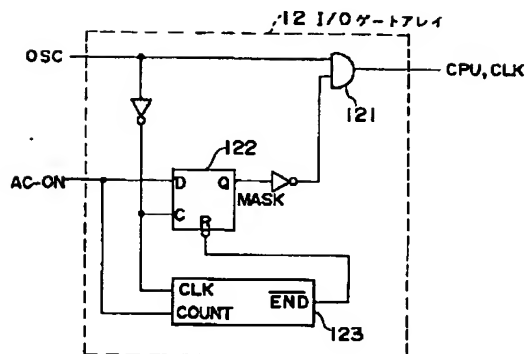 12 I/O ゲートアレイ
OSC
CPU,CLK
121
122
AC-ON
D Q
MASK
C
R
CLK
COUNT
END
123